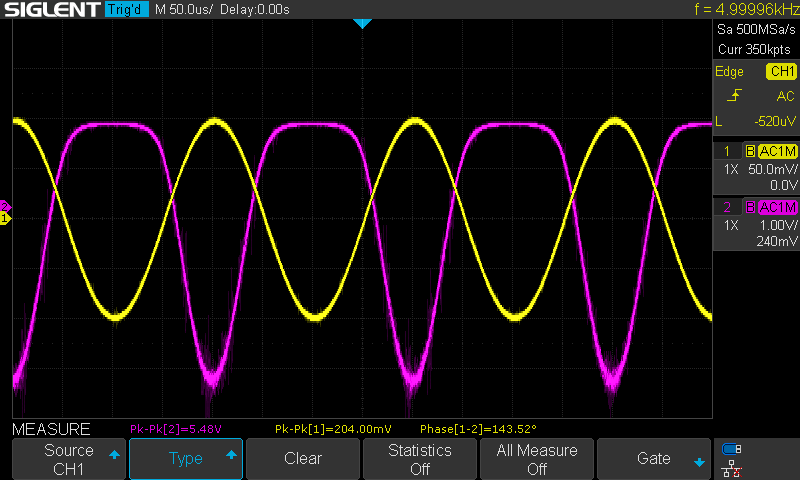 SIGLENT Trig'd M 50.0us/ Delay:0.00s f = 4.99996kHz
Sa 500MSa/s
Curr 350kpts
Edge CH1
AC
L -520uV
1 B AC1M
1X 50.0mV/
0.0V
2 B AC1M
1X 1.00V/
240mV
2
1
MEASURE Pk-Pk[2]=5.48V Pk-Pk[1]=204.00mV Phase[1-2]=143.52°
Source
CH1
Type
Clear
Statistics
Off
All Measure
Off
Gate